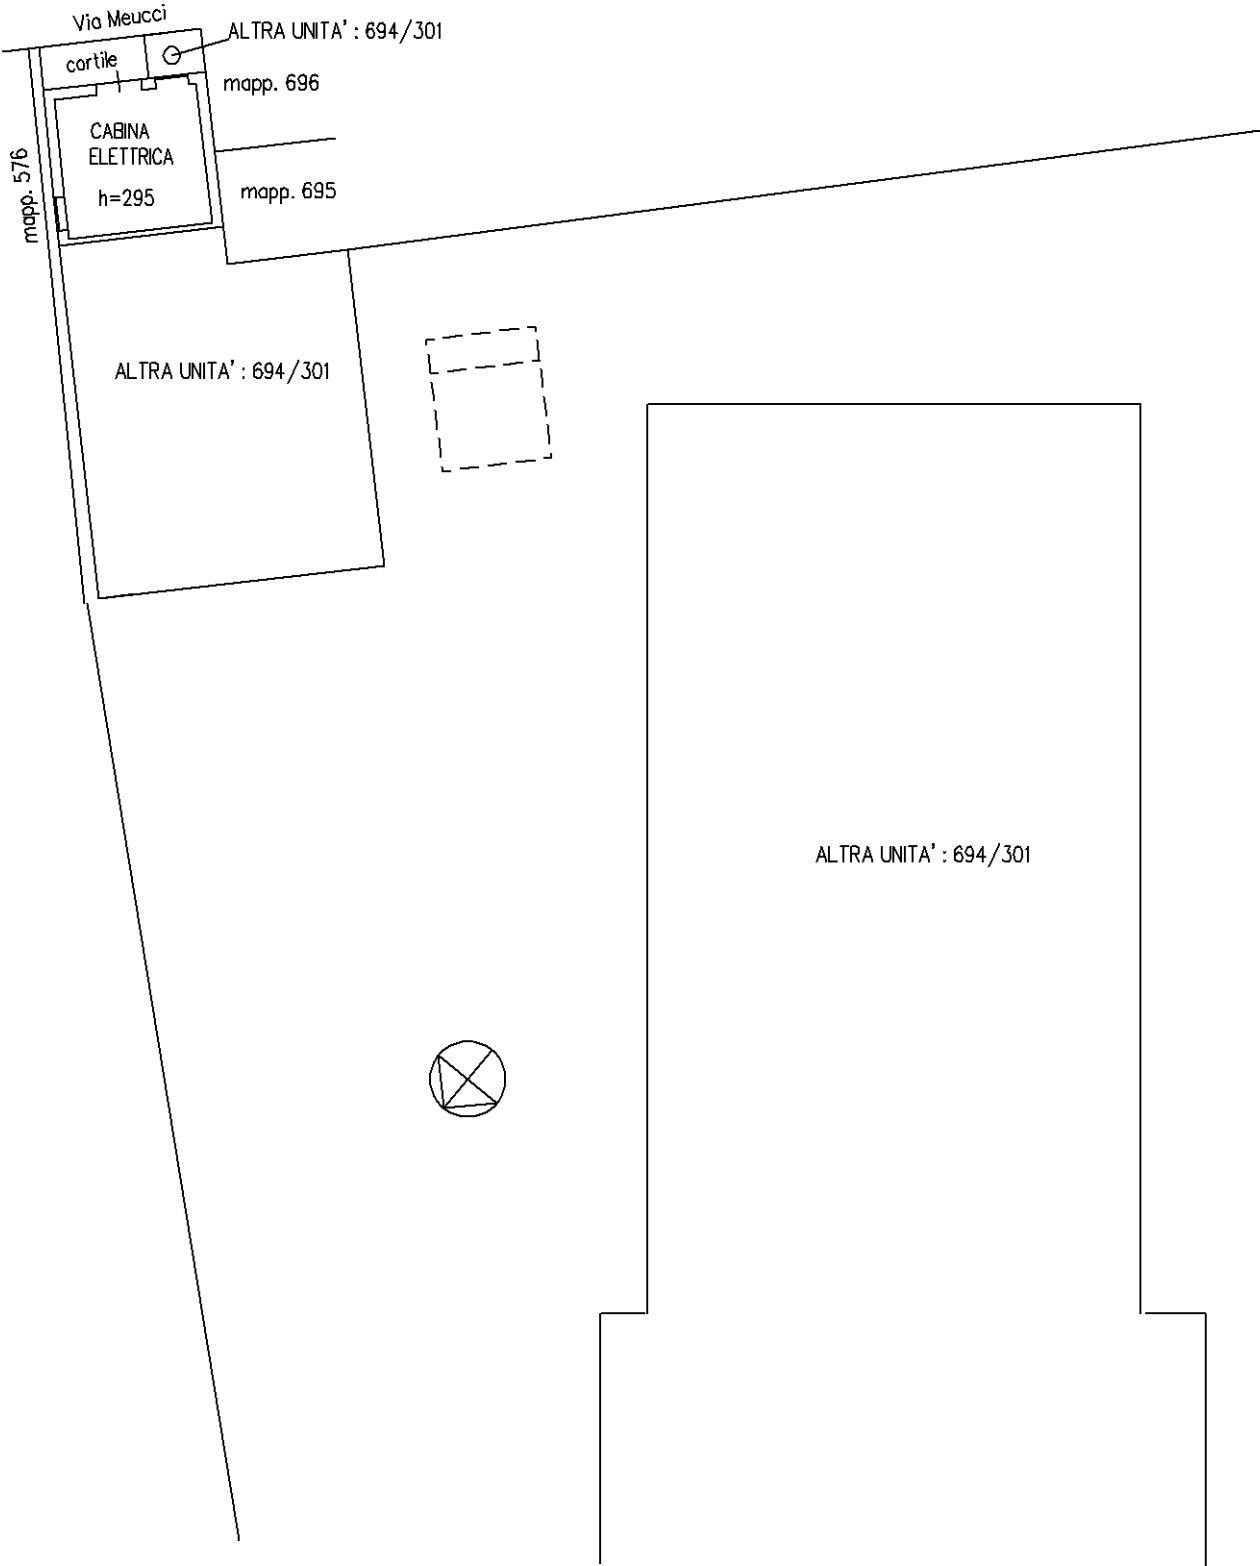 Via Meucci
ALTRA UNITA' : 694/301
cortile
mapp. 696
CABINA
ELETTRICA
h=295
mapp. 576
mapp. 695
ALTRA UNITA' : 694/301
ALTRA UNITA' : 694/301